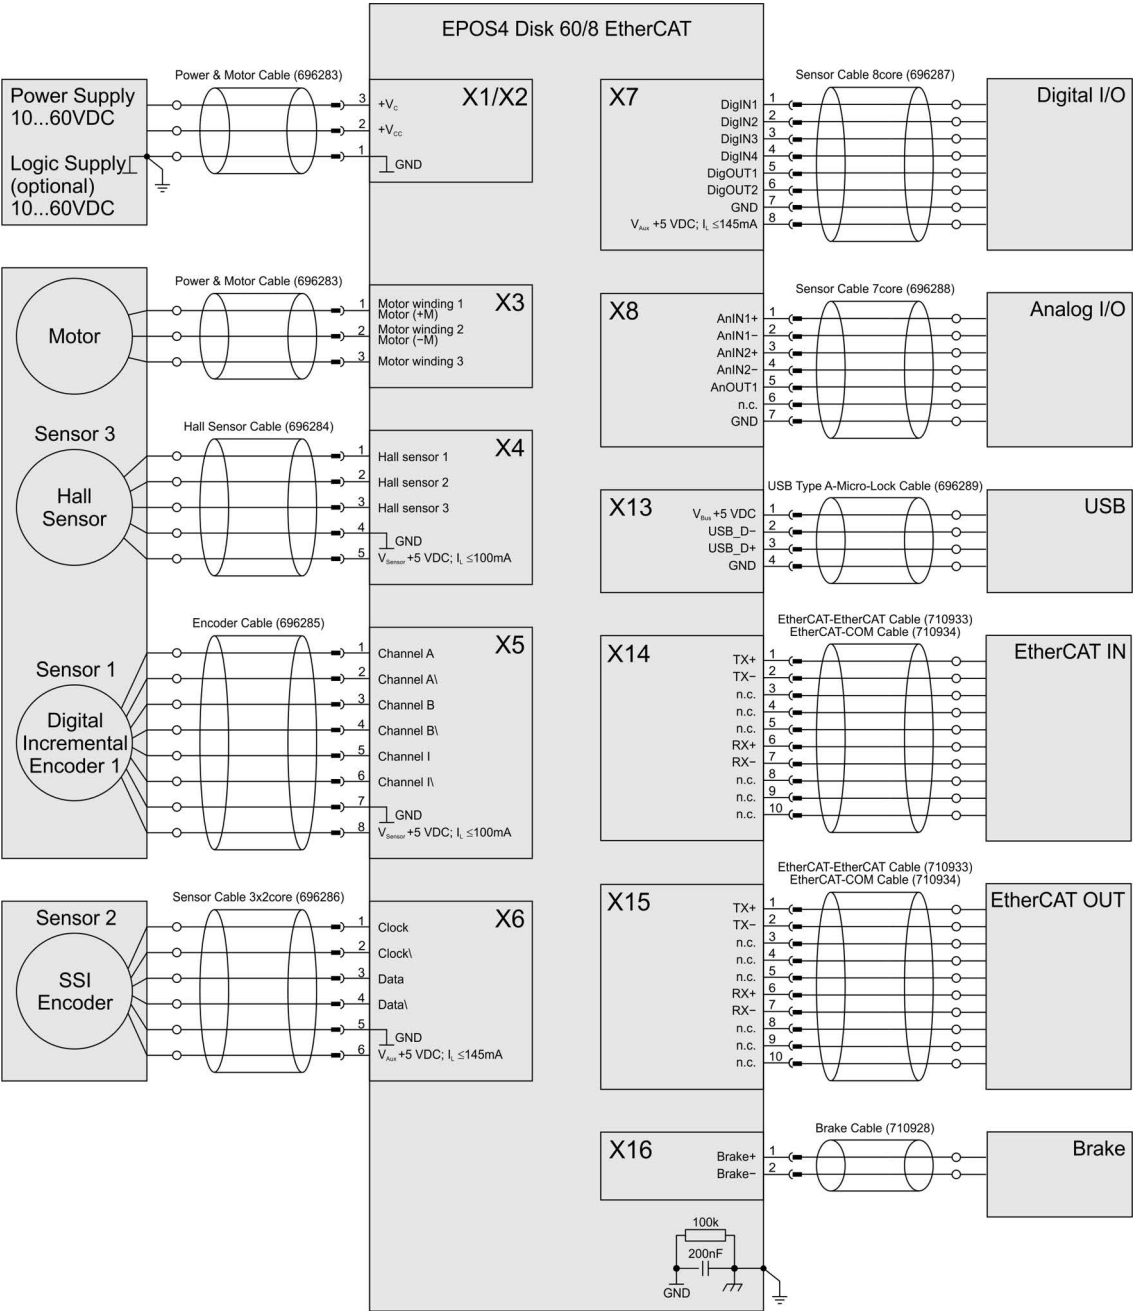 EPOS4 Disk 60/8 EtherCAT
Power Supply
10...60VDC
Logic Supply
(optional)
10...60VDC
Power & Motor Cable (696283)
X1/X2
3 +Vc
2 +Vcc
1 GND
Motor
Power & Motor Cable (696283)
X3
1 Motor winding 1
Motor (+M)
2 Motor winding 2
Motor (−M)
3 Motor winding 3
Sensor 3
Hall
Sensor
Hall Sensor Cable (696284)
X4
1 Hall sensor 1
2 Hall sensor 2
3 Hall sensor 3
4 GND
5 VSensor +5 VDC; IL ≤100mA
Sensor 1
Digital
Incremental
Encoder 1
Encoder Cable (696285)
X5
1 Channel A
2 Channel A\
3 Channel B
4 Channel B\
5 Channel I
6 Channel I\
7 GND
8 VSensor +5 VDC; IL ≤100mA
Sensor 2
SSI
Encoder
Sensor Cable 3x2core (696286)
X6
1 Clock
2 Clock\
3 Data
4 Data\
5 GND
6 VAux +5 VDC; IL ≤145mA
X7
Sensor Cable 8core (696287)
Digital I/O
DigIN1 1
DigIN2 2
DigIN3 3
DigIN4 4
DigOUT1 5
DigOUT2 6
GND 7
VAux +5 VDC; IL ≤145mA 8
X8
Sensor Cable 7core (696288)
Analog I/O
AnIN1+ 1
AnIN1− 2
AnIN2+ 3
AnIN2− 4
AnOUT1 5
n.c. 6
GND 7
X13
USB Type A-Micro-Lock Cable (696289)
USB
VBus +5 VDC 1
USB_D− 2
USB_D+ 3
GND 4
X14
EtherCAT-EtherCAT Cable (710933)
EtherCAT-COM Cable (710934)
EtherCAT IN
TX+ 1
TX− 2
n.c. 3
n.c. 4
n.c. 5
RX+ 6
RX− 7
n.c. 8
n.c. 9
n.c. 10
X15
EtherCAT-EtherCAT Cable (710933)
EtherCAT-COM Cable (710934)
EtherCAT OUT
TX+ 1
TX− 2
n.c. 3
n.c. 4
n.c. 5
RX+ 6
RX− 7
n.c. 8
n.c. 9
n.c. 10
X16
Brake Cable (710928)
Brake
Brake+ 1
Brake− 2
100k
200nF
GND